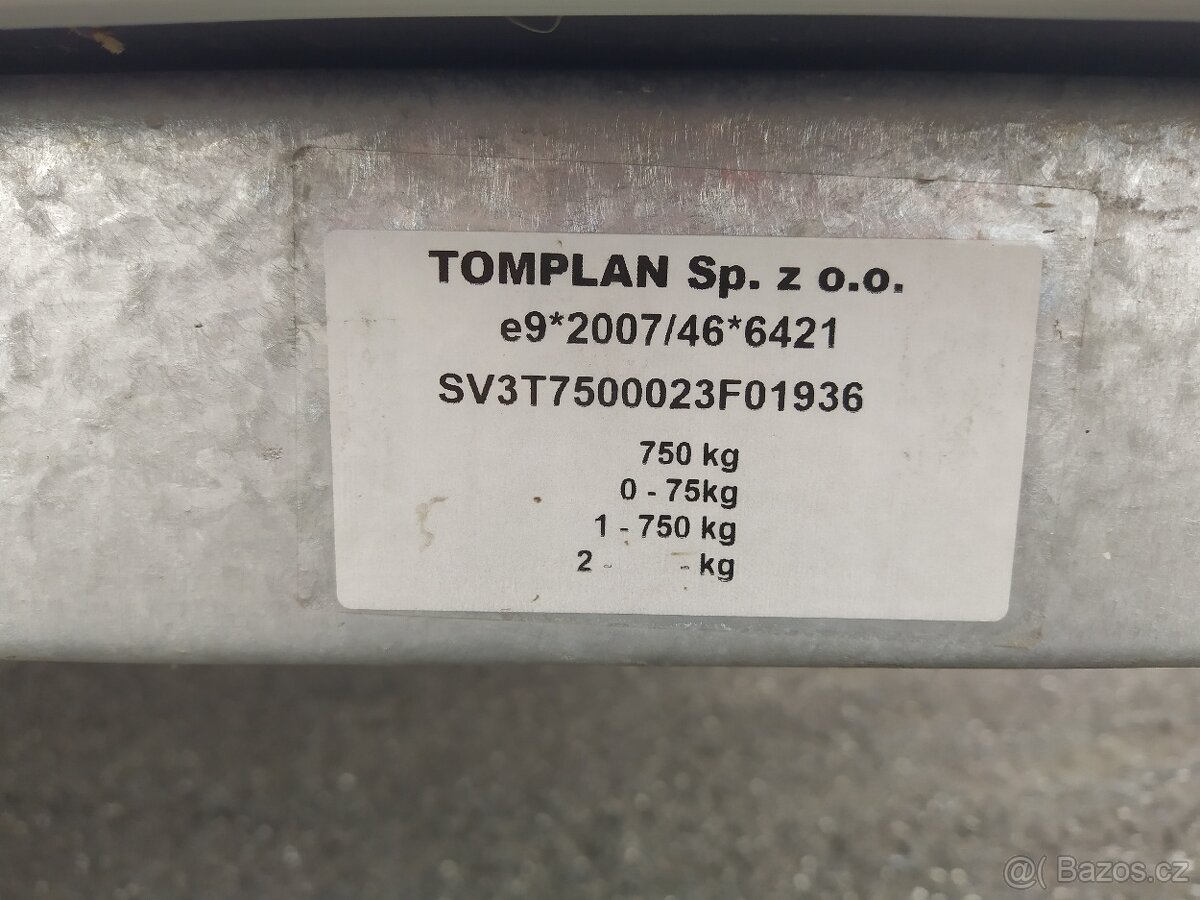 TOMPLAN Sp. z o.o.
e9*2007/46*6421
SV3T7500023F01936
750 kg
0 - 75kg
1 - 750 kg
2 - - kg
@( Bazos.cz